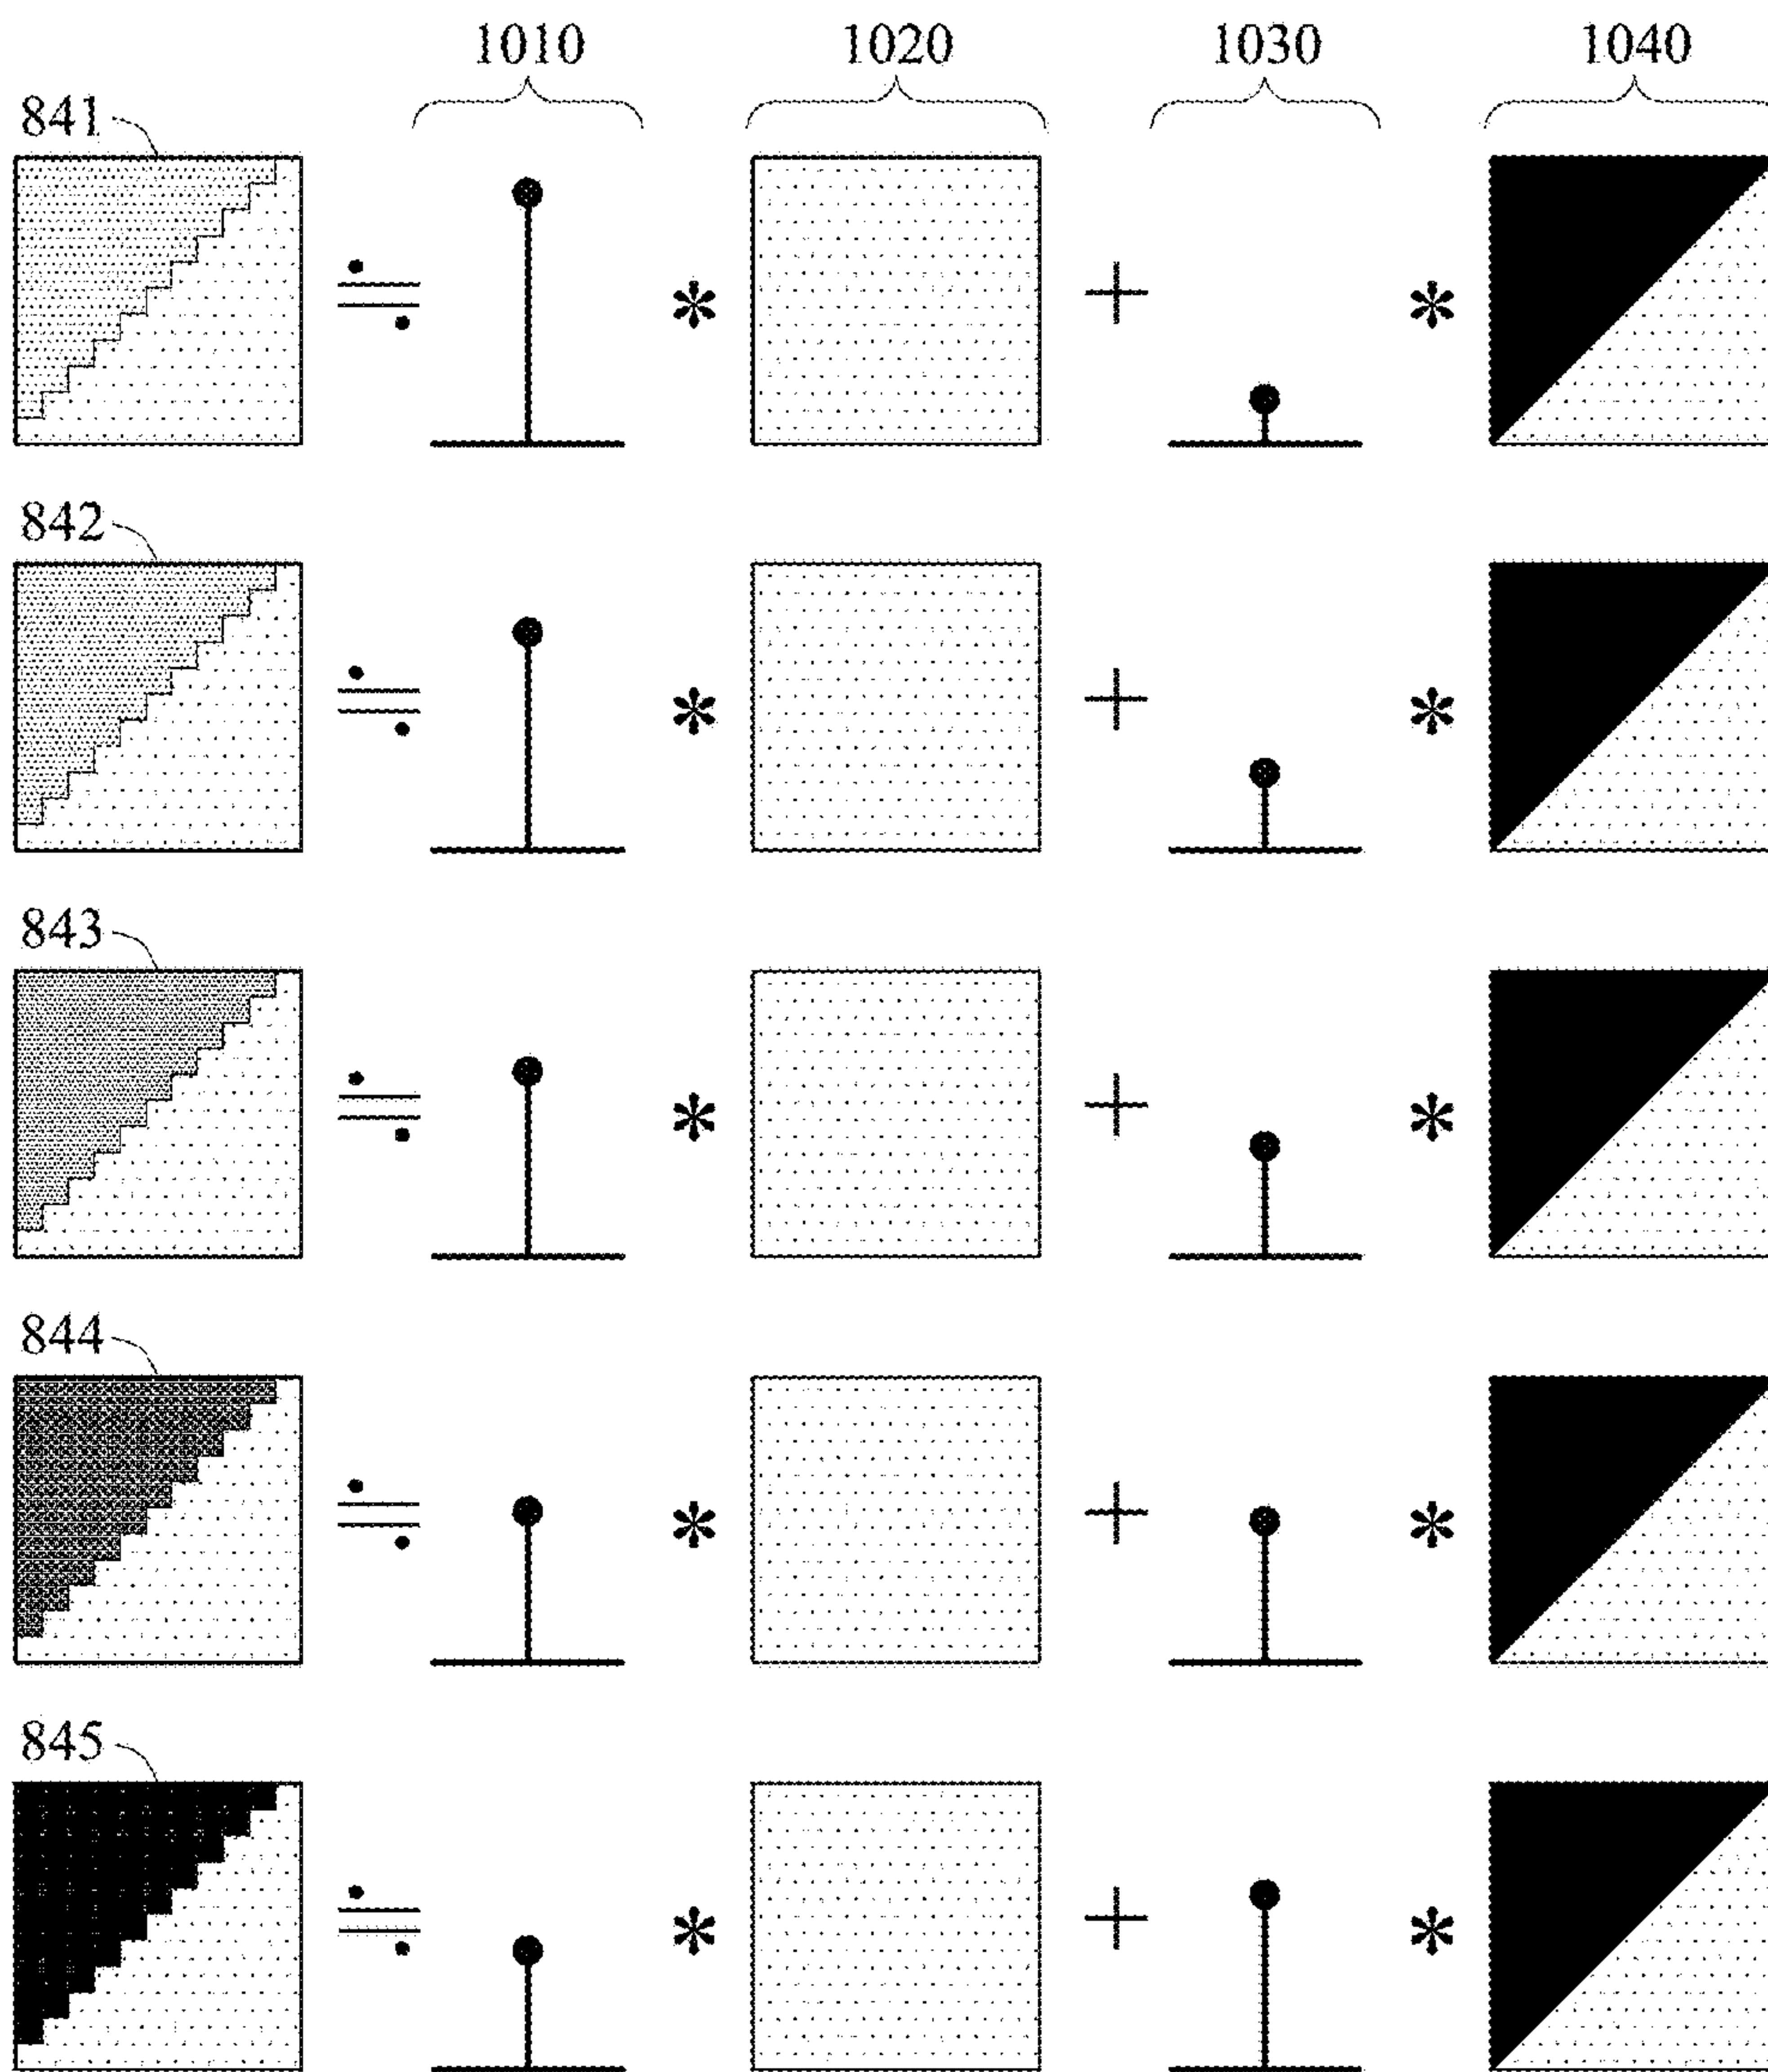 1010 1020 1030 1040
841
≒ * + *
842
≒ * + *
843
≒ * + *
844
≒ * + *
845
≒ * + *